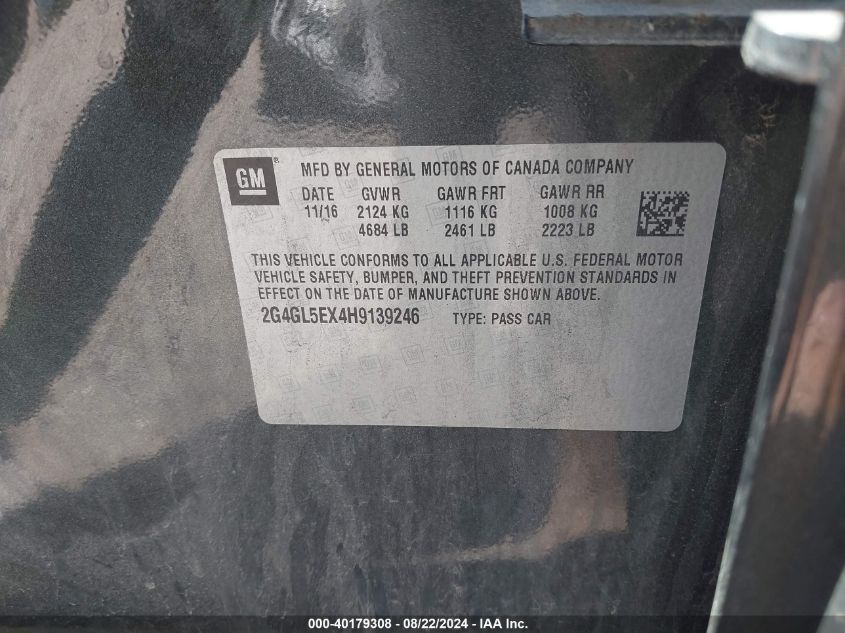 GM ®
MFD BY GENERAL MOTORS OF CANADA COMPANY
DATE GVWR GAWR FRT GAWR RR
11/16 2124 KG 1116 KG 1008 KG
4684 LB 2461 LB 2223 LB
THIS VEHICLE CONFORMS TO ALL APPLICABLE U.S. FEDERAL MOTOR
VEHICLE SAFETY, BUMPER, AND THEFT PREVENTION STANDARDS IN
EFFECT ON THE DATE OF MANUFACTURE SHOWN ABOVE.
2G4GL5EX4H9139246 TYPE: PASS CAR
000-40179308 - 08/22/2024 - IAA Inc.